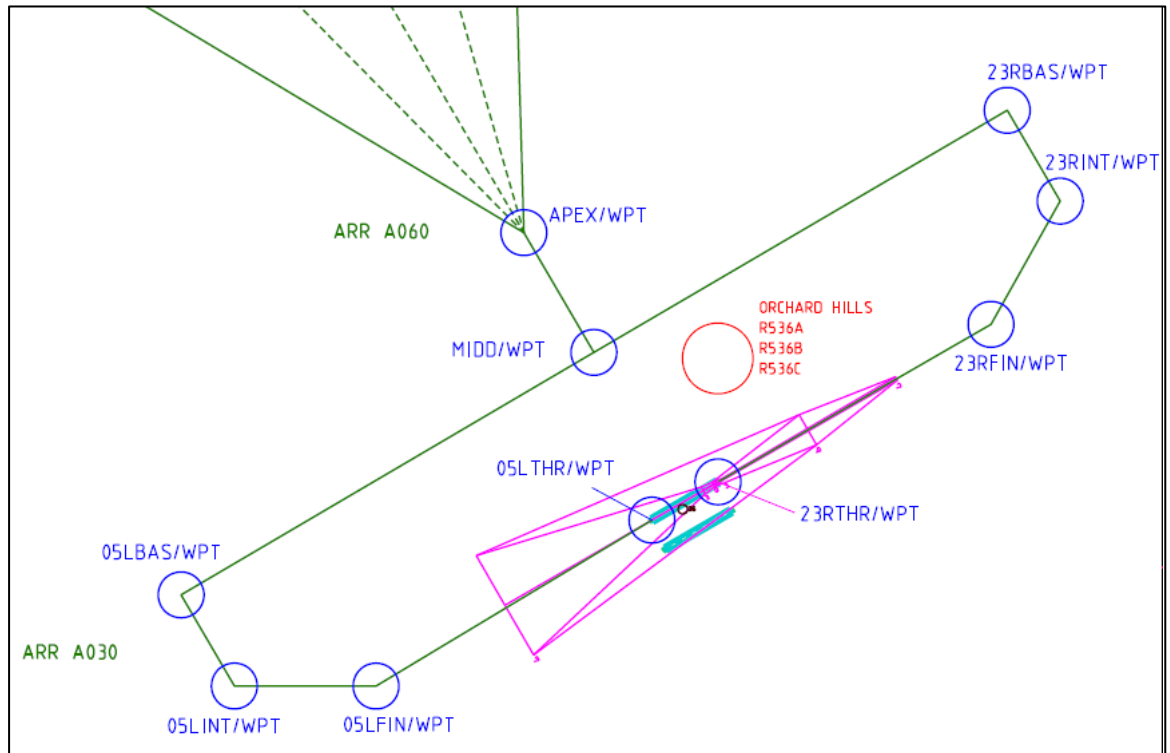 23RBAS/WPT
23RINT/WPT
APEX/WPT
ARR A060
ORCHARD HILLS
R536A
R536B
R536C
MIDD/WPT
23RFIN/WPT
05LTHR/WPT
23RTHR/WPT
05LBAS/WPT
ARR A030
05LINT/WPT
05LFIN/WPT